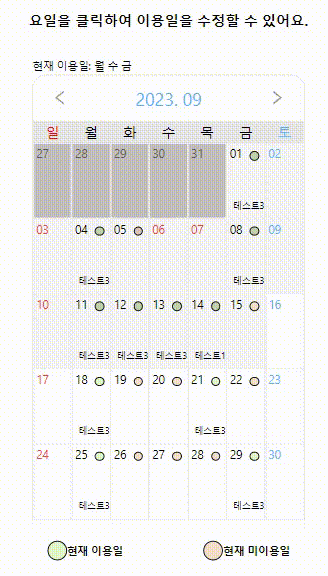 요일을 클릭하여 이용일을 수정할 수 있어요.
현재 이용일: 월 수 금
2023. 09
일 월 화 수 목 금 토
27 28 29 30 31 01 02
테스트3
03 04 05 06 07 08 09
테스트3 테스트3
10 11 12 13 14 15 16
테스트3 테스트3 테스트3 테스트1
17 18 19 20 21 22 23
테스트3 테스트3
24 25 26 27 28 29 30
테스트3 테스트3
현재 이용일 현재 미이용일